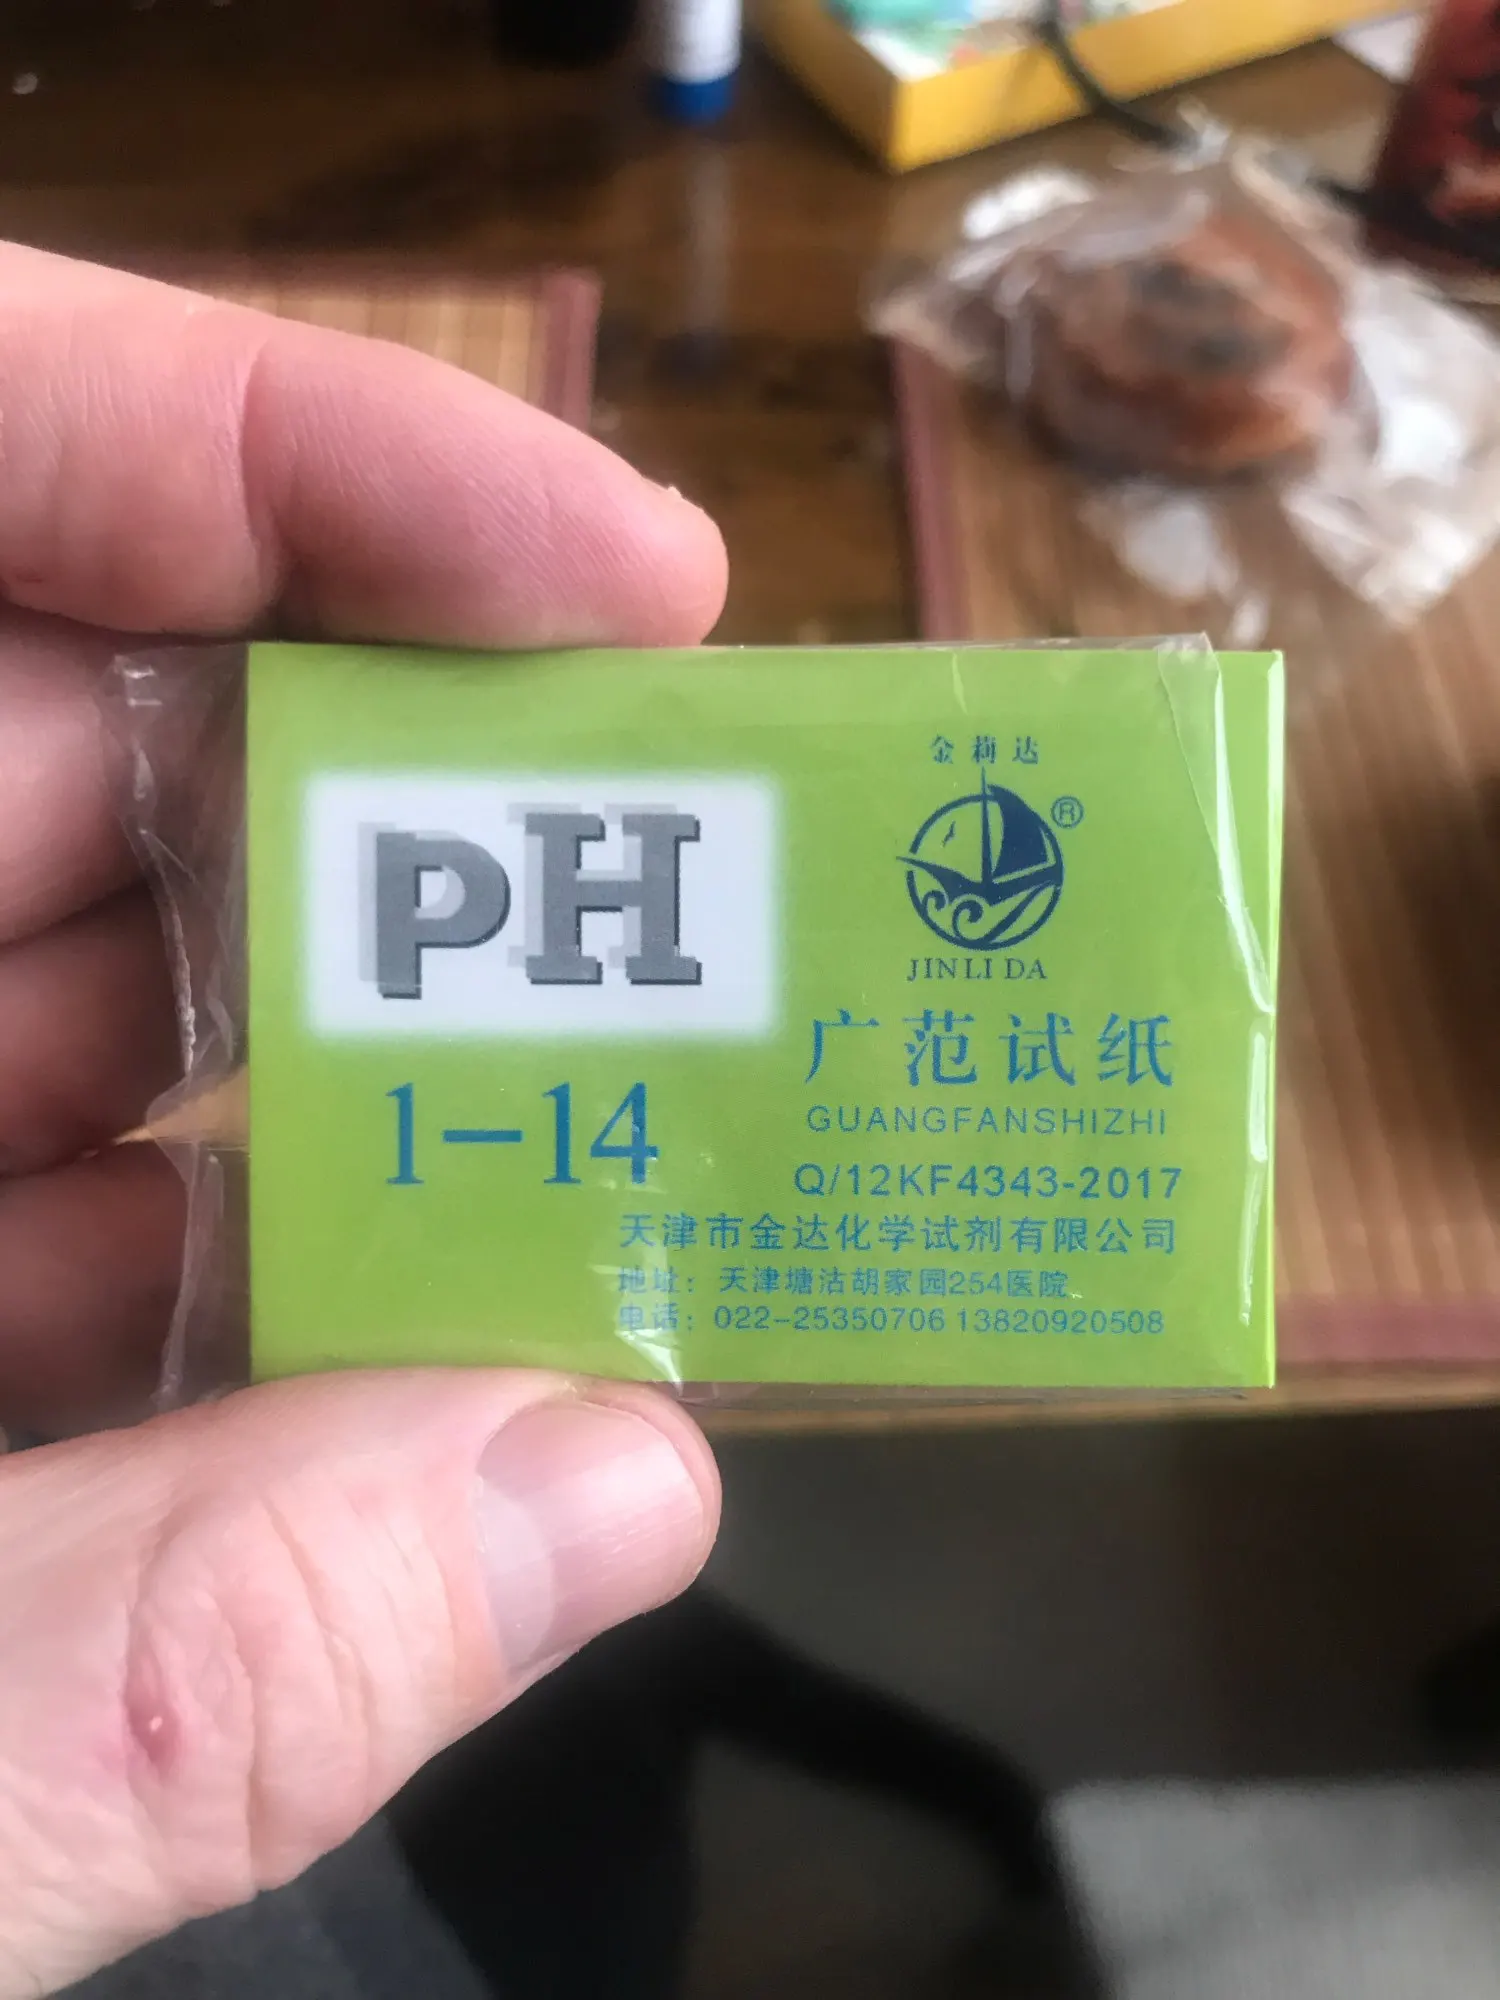 pH
1-14
金莉达
®
JINLI DA
广范试纸
GUANGFANSHIZHI
Q/12KF4343-2017
天津市金达化学试剂有限公司
地址：天津塘沽胡家园254医院
电话：022-25350706 13820920508